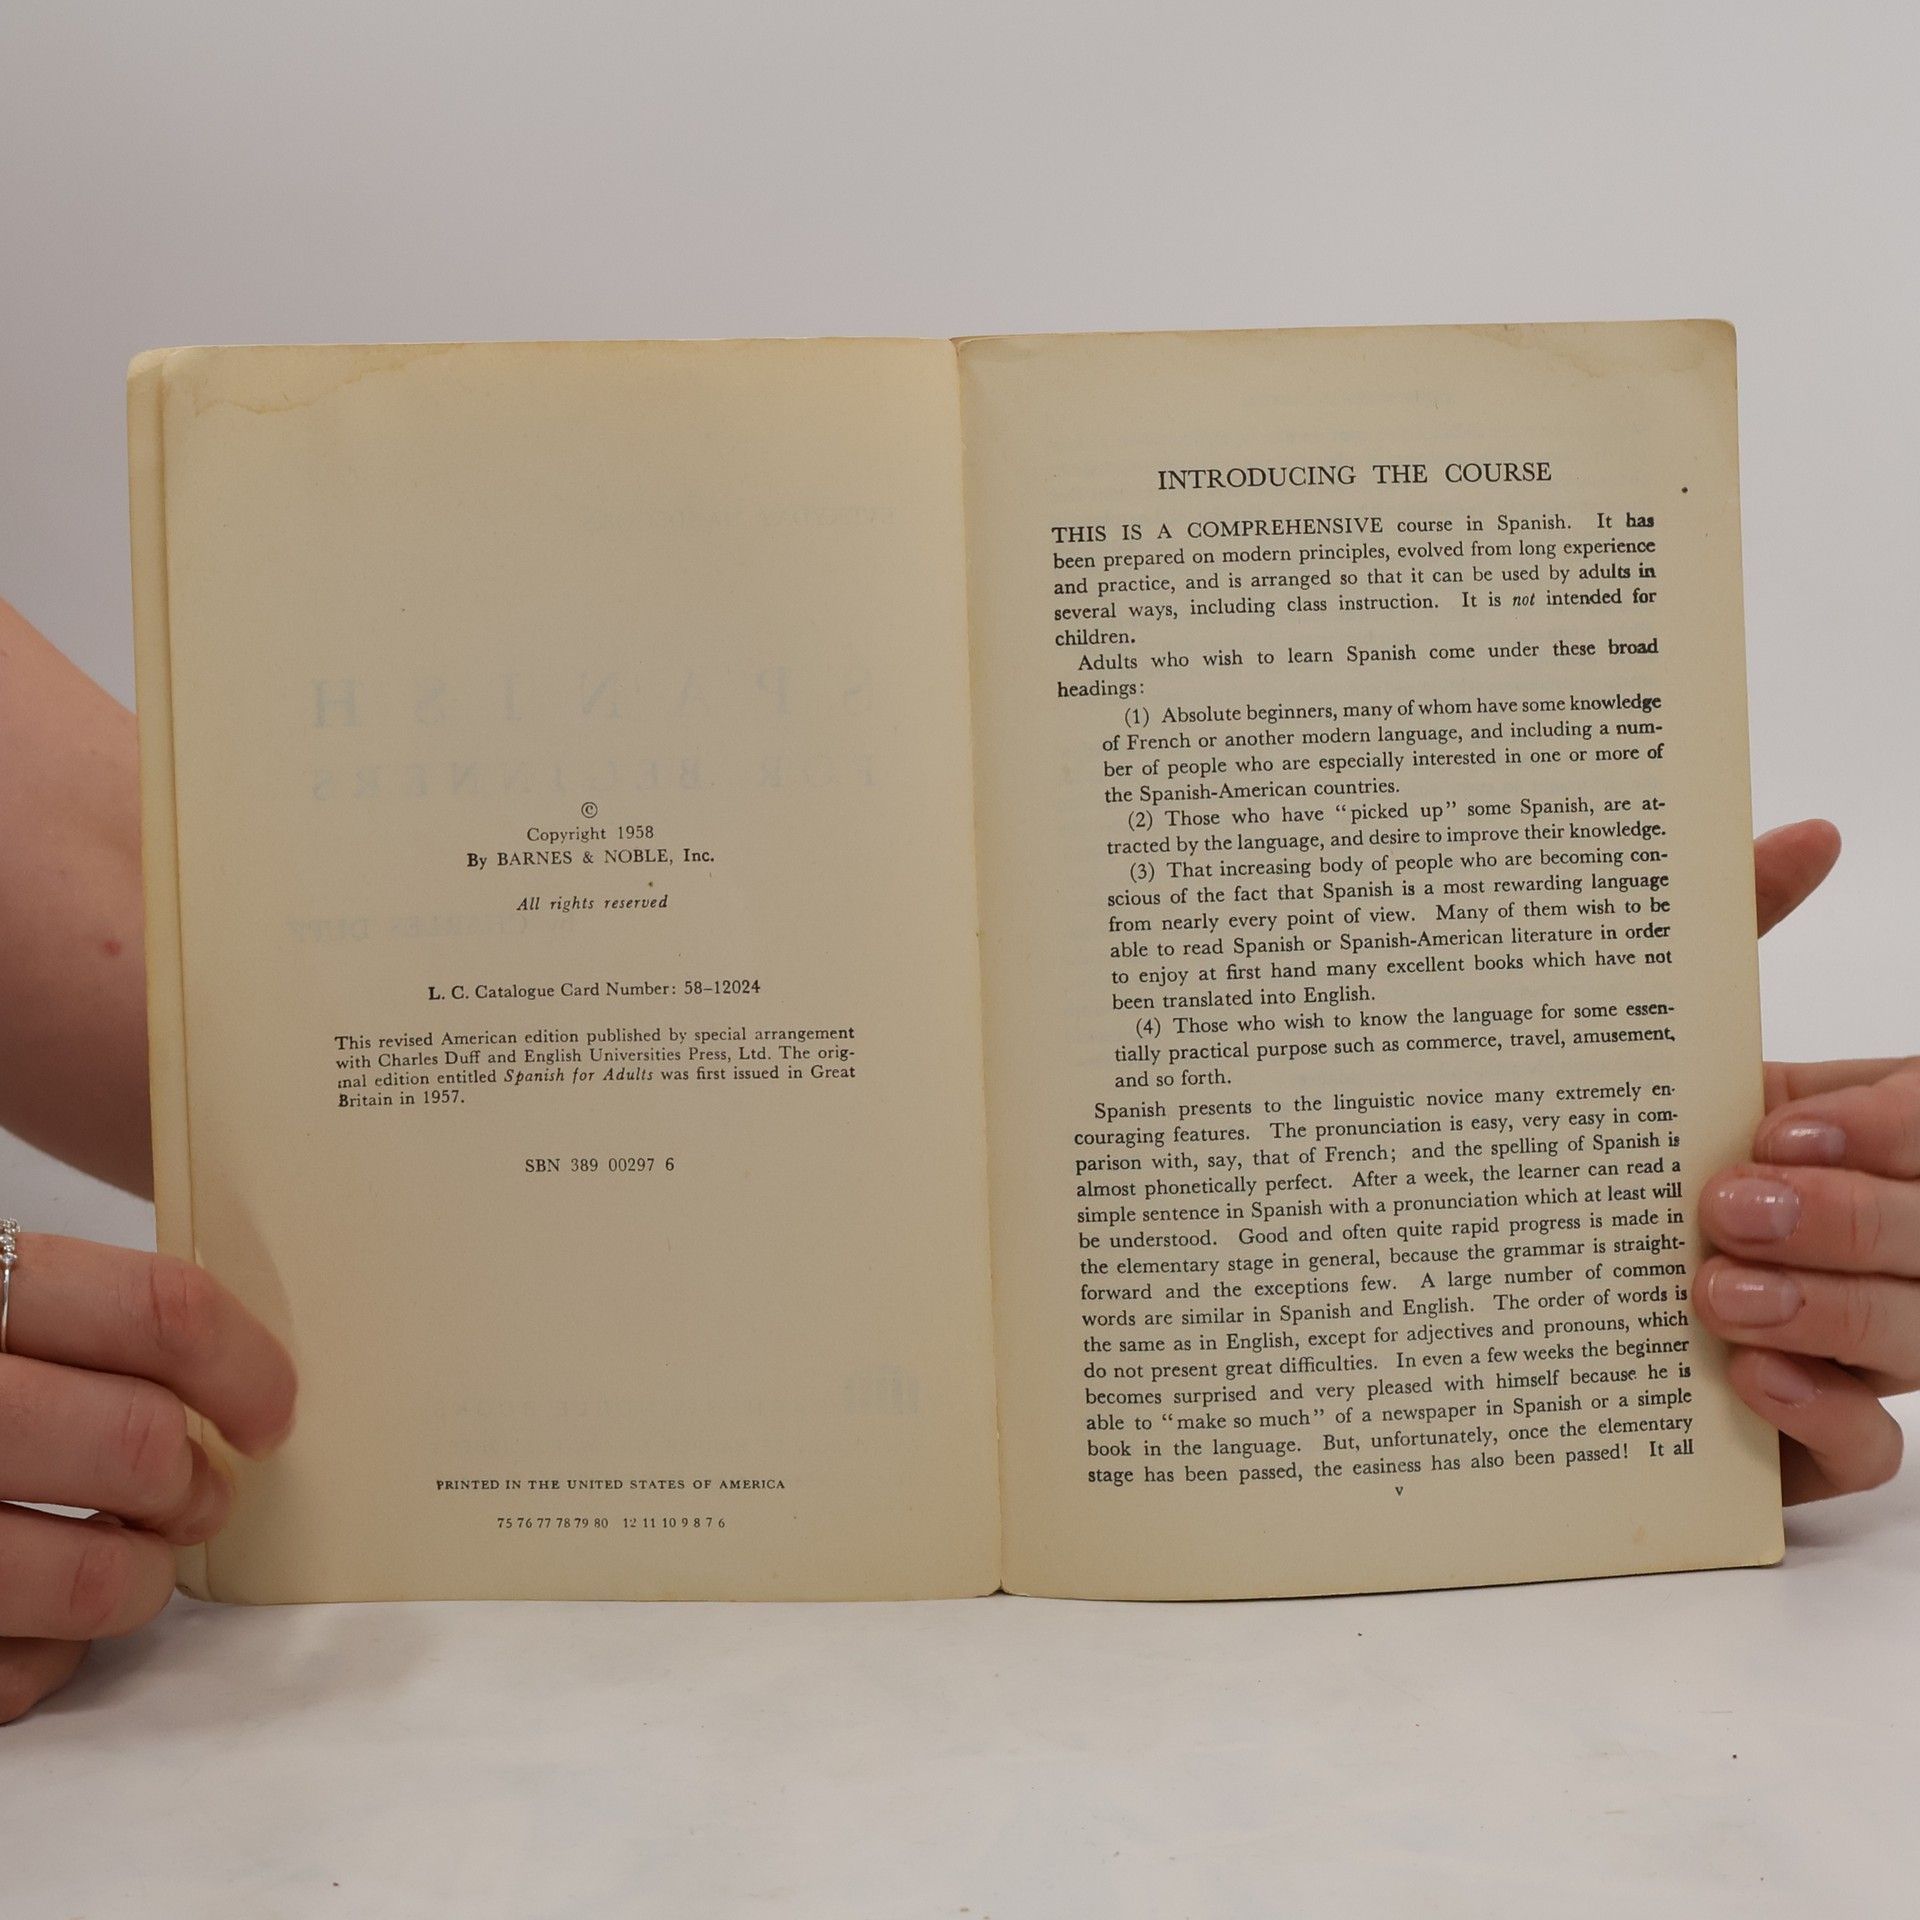 ©
Copyright 1958
By BARNES & NOBLE, Inc.
All rights reserved
L. C. Catalogue Card Number: 58-12024
This revised American edition published by special arrangement
with Charles Duff and English Universities Press, Ltd. The orig-
inal edition entitled Spanish for Adults was first issued in Great
Britain in 1957.
SBN 389 00297 6
PRINTED IN THE UNITED STATES OF AMERICA
75 76 77 78 79 80 12 11 10 9 8 7 6
INTRODUCING THE COURSE
THIS IS A COMPREHENSIVE course in Spanish. It has
been prepared on modern principles, evolved from long experience
and practice, and is arranged so that it can be used by adults in
several ways, including class instruction. It is not intended for
children.
Adults who wish to learn Spanish come under these broad
headings:
(1) Absolute beginners, many of whom have some knowledge
of French or another modern language, and including a num-
ber of people who are especially interested in one or more of
the Spanish-American countries.
(2) Those who have “picked up” some Spanish, are at-
tracted by the language, and desire to improve their knowledge.
(3) That increasing body of people who are becoming con-
scious of the fact that Spanish is a most rewarding language
from nearly every point of view. Many of them wish to be
able to read Spanish or Spanish-American literature in order
to enjoy at first hand many excellent books which have not
been translated into English.
(4) Those who wish to know the language for some essen-
tially practical purpose such as commerce, travel, amusement,
and so forth.
Spanish presents to the linguistic novice many extremely en-
couraging features. The pronunciation is easy, very easy in com-
parison with, say, that of French; and the spelling of Spanish is
almost phonetically perfect. After a week, the learner can read a
simple sentence in Spanish with a pronunciation which at least will
be understood. Good and often quite rapid progress is made in
the elementary stage in general, because the grammar is straight-
forward and the exceptions few. A large number of common
words are similar in Spanish and English. The order of words is
the same as in English, except for adjectives and pronouns, which
do not present great difficulties. In even a few weeks the beginner
becomes surprised and very pleased with himself because he is
able to “make so much” of a newspaper in Spanish or a simple
book in the language. But, unfortunately, once the elementary
stage has been passed, the easiness has also been passed! It all
v